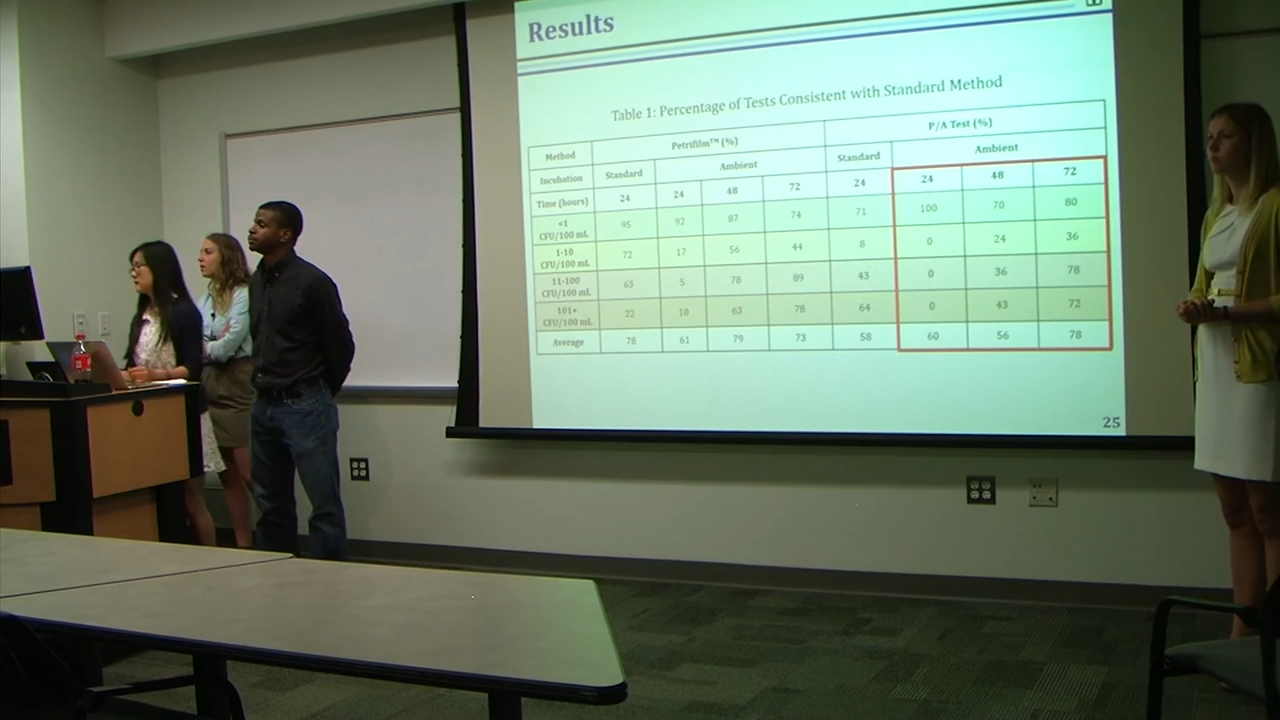 Results
Table 1: Percentage of Tests Consistent with Standard Method
Method Petrifilm™ (%) P/A Test (%)
Incubation Standard Ambient Standard Ambient
Time (hours) 24 24 48 72 24 24 48 72
<1 CFU/100 mL 95 92 87 74 71 100 70 80
1-10 CFU/100 mL 72 17 56 44 8 0 24 36
11-100 CFU/100 mL 63 5 78 89 43 0 36 78
101+ CFU/100 mL 22 10 63 78 64 0 43 72
Average 78 61 79 73 58 60 56 78
25